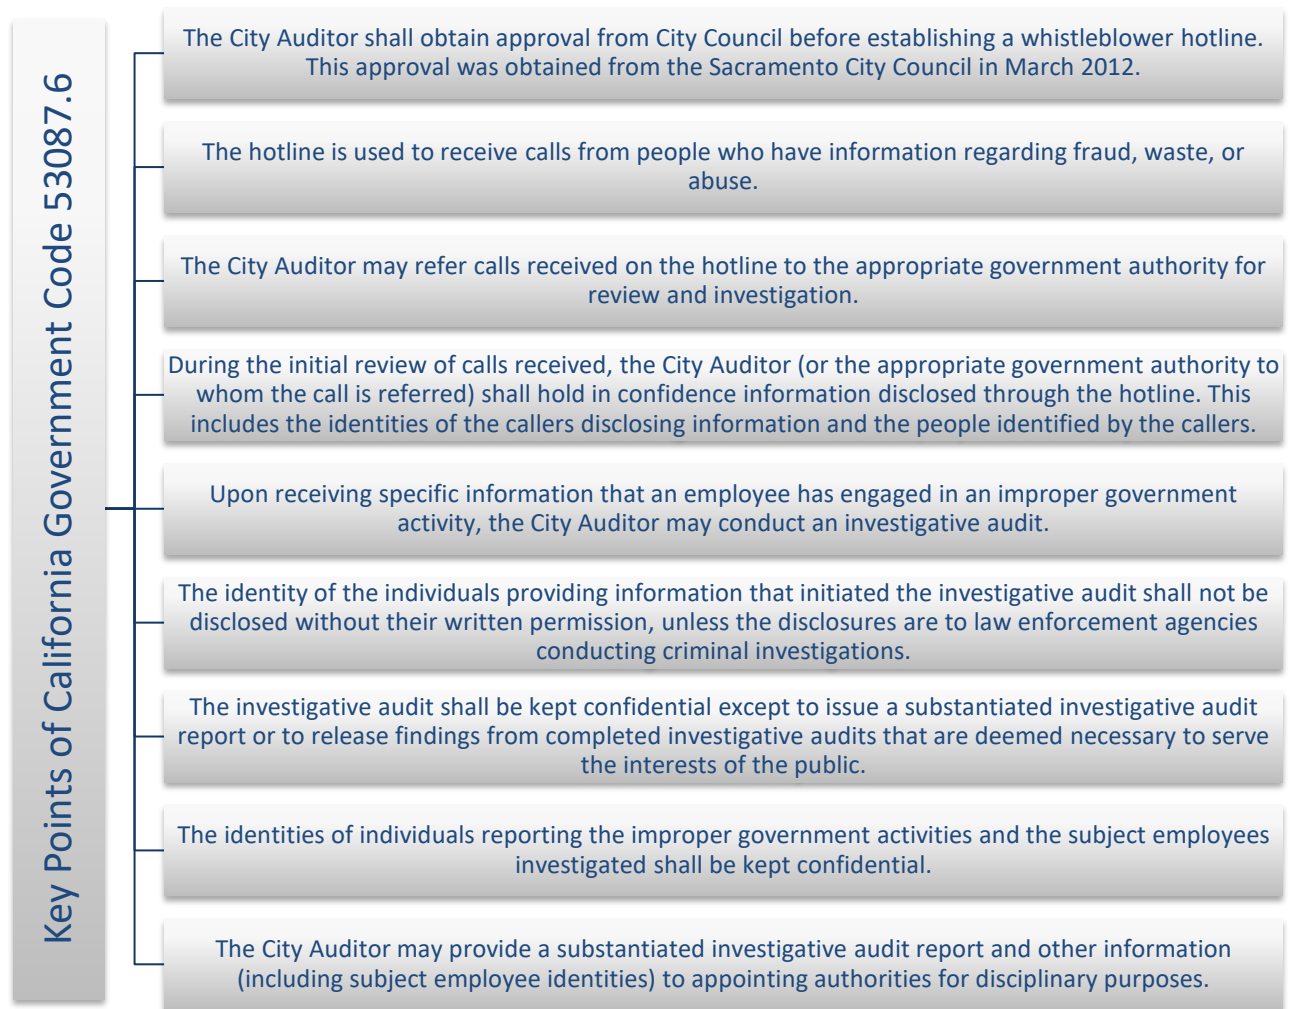 Key Points of California Government Code 53087.6
The City Auditor shall obtain approval from City Council before establishing a whistleblower hotline.
This approval was obtained from the Sacramento City Council in March 2012.
The hotline is used to receive calls from people who have information regarding fraud, waste, or
abuse.
The City Auditor may refer calls received on the hotline to the appropriate government authority for
review and investigation.
During the initial review of calls received, the City Auditor (or the appropriate government authority to
whom the call is referred) shall hold in confidence information disclosed through the hotline. This
includes the identities of the callers disclosing information and the people identified by the callers.
Upon receiving specific information that an employee has engaged in an improper government
activity, the City Auditor may conduct an investigative audit.
The identity of the individuals providing information that initiated the investigative audit shall not be
disclosed without their written permission, unless the disclosures are to law enforcement agencies
conducting criminal investigations.
The investigative audit shall be kept confidential except to issue a substantiated investigative audit
report or to release findings from completed investigative audits that are deemed necessary to serve
the interests of the public.
The identities of individuals reporting the improper government activities and the subject employees
investigated shall be kept confidential.
The City Auditor may provide a substantiated investigative audit report and other information
(including subject employee identities) to appointing authorities for disciplinary purposes.